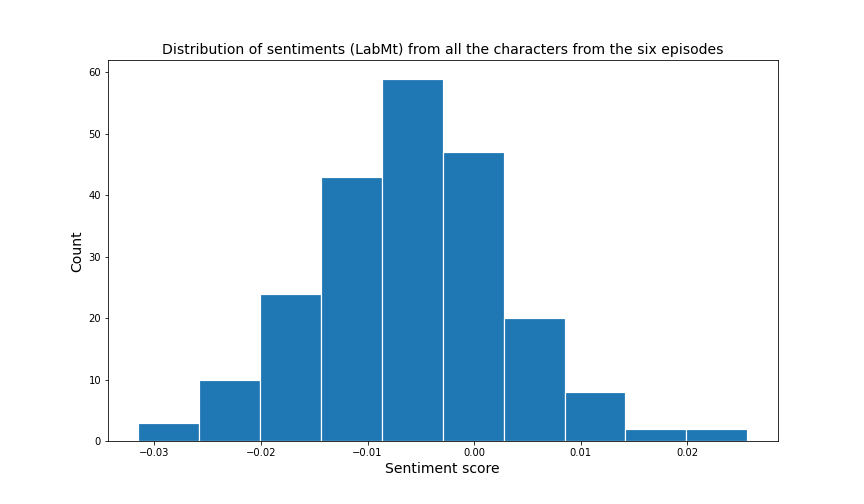 Distribution of sentiments (LabMt) from all the characters from the six episodes
60
50
40
30
20
10
0
Count
−0.03 −0.02 −0.01 0.00 0.01 0.02
Sentiment score